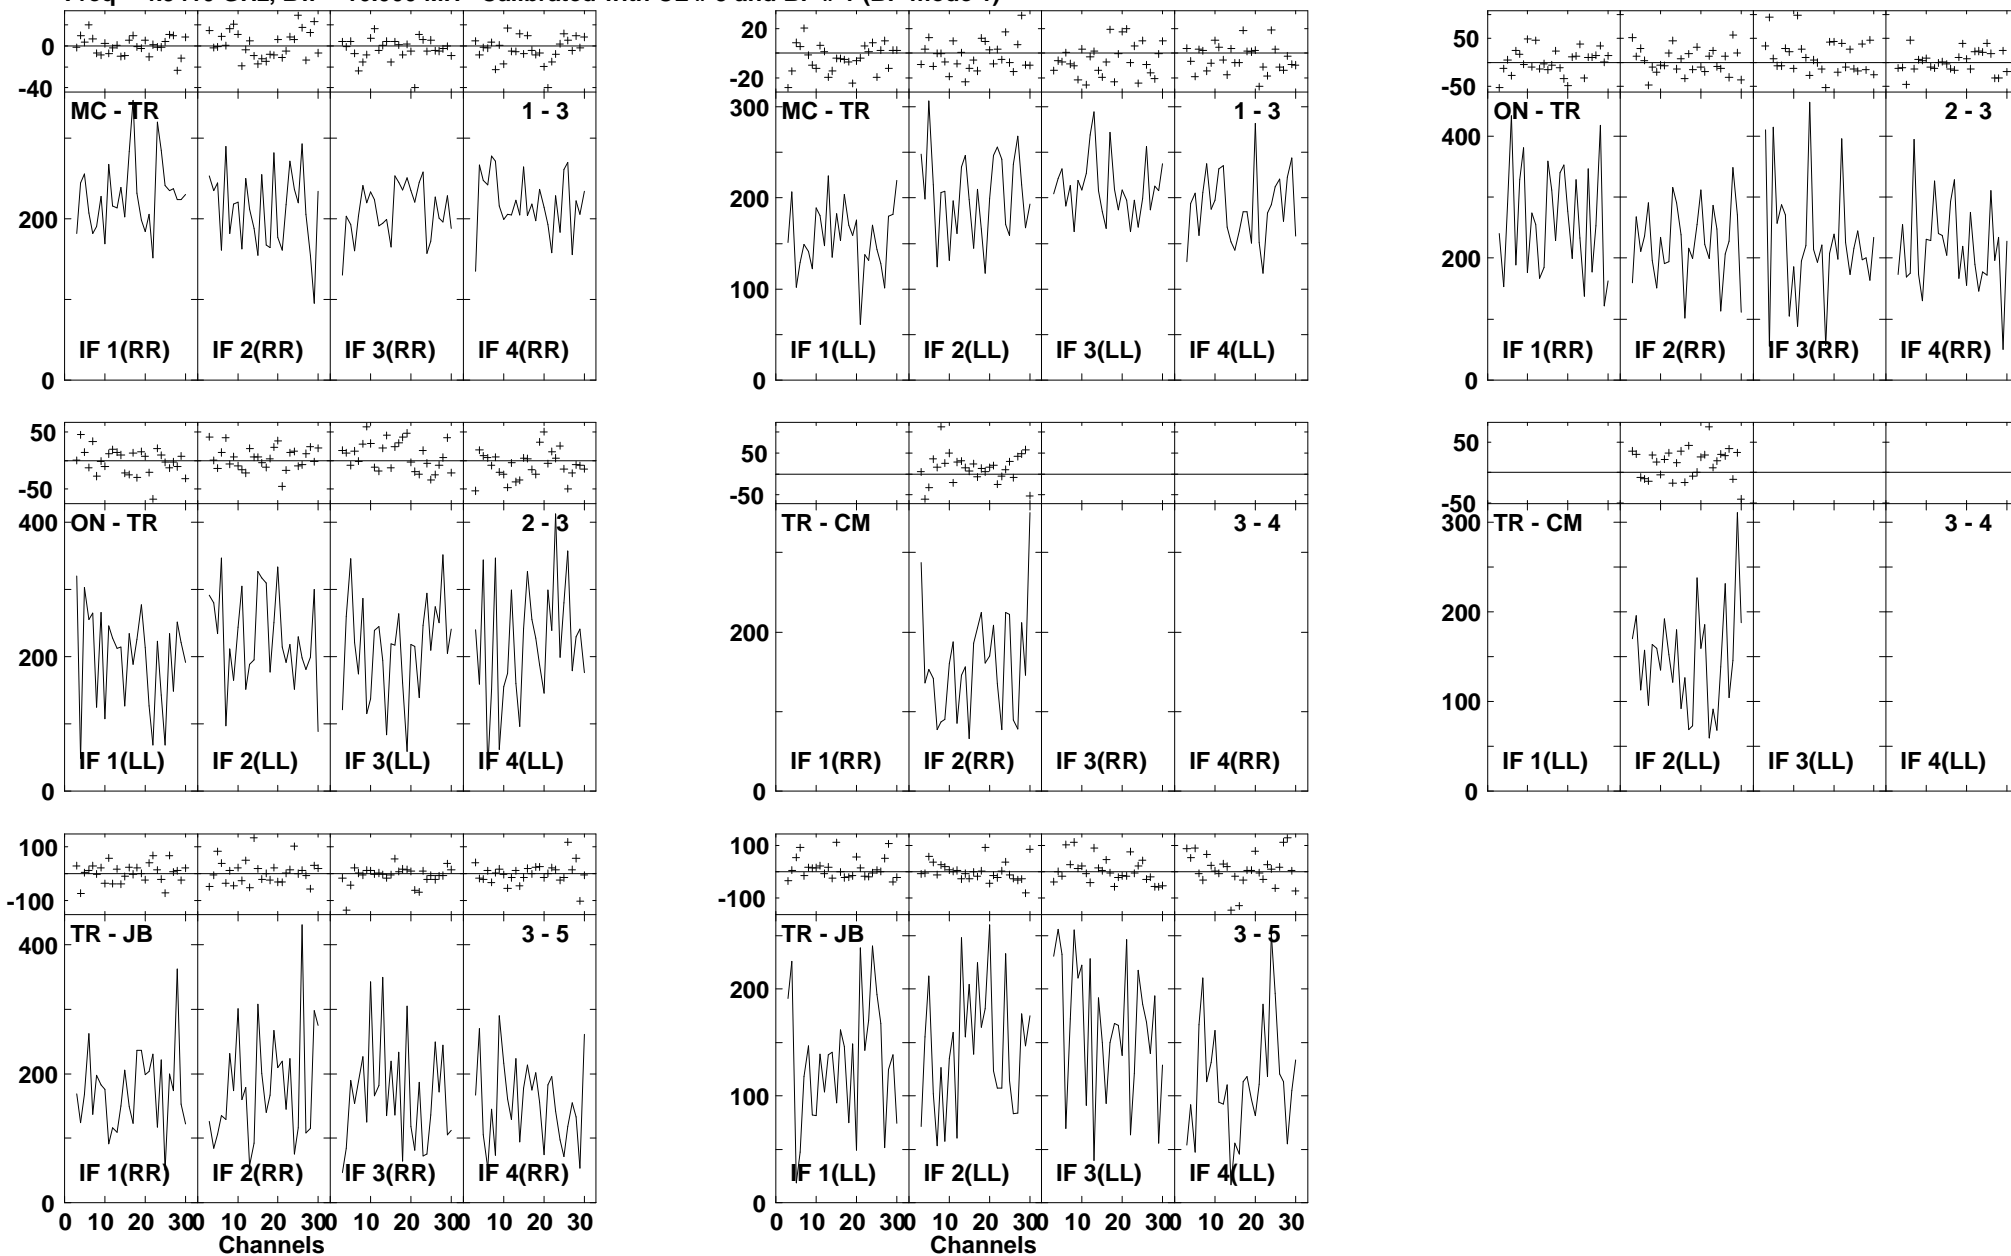 0
-40
MC - TR
1 - 3
200
IF 1(RR)
IF 2(RR)
IF 3(RR)
IF 4(RR)
0
20
-20
300
MC - TR
1 - 3
200
100
IF 1(LL)
IF 2(LL)
IF 3(LL)
IF 4(LL)
0
50
-50
ON - TR
2 - 3
400
200
IF 1(RR)
IF 2(RR)
IF 3(RR)
IF 4(RR)
0
50
-50
400
ON - TR
2 - 3
200
IF 1(LL)
IF 2(LL)
IF 3(LL)
IF 4(LL)
0
50
-50
TR - CM
3 - 4
200
IF 1(RR)
IF 2(RR)
IF 3(RR)
IF 4(RR)
0
50
-50
300
TR - CM
3 - 4
200
100
IF 1(LL)
IF 2(LL)
IF 3(LL)
IF 4(LL)
0
100
-100
TR - JB
3 - 5
400
200
IF 1(RR)
IF 2(RR)
IF 3(RR)
IF 4(RR)
0
0 10 20 30 0 10 20 30 0 10 20 30 0 10 20 30
Channels
100
-100
TR - JB
3 - 5
200
100
IF 1(LL)
IF 2(LL)
IF 3(LL)
IF 4(LL)
0
0 10 20 30 0 10 20 30 0 10 20 30 0 10 20 30
Channels